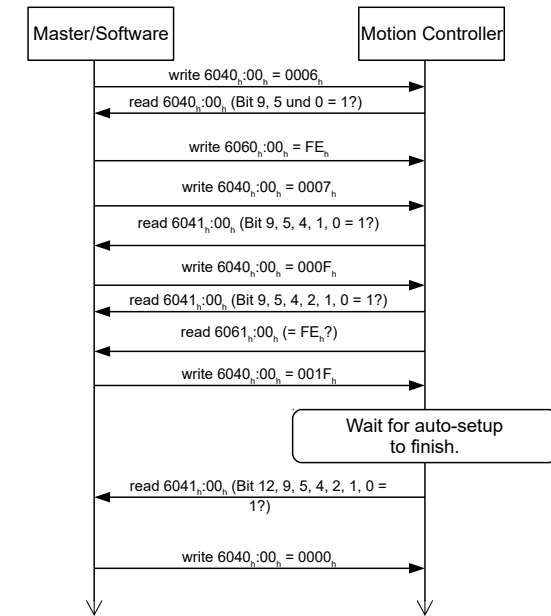 Master/Software
Motion Controller
write 6040h:00h = 0006h
read 6040h:00h (Bit 9, 5 und 0 = 1?)
write 6060h:00h = FEh
write 6040h:00h = 0007h
read 6041h:00h (Bit 9, 5, 4, 1, 0 = 1?)
write 6040h:00h = 000Fh
read 6041h:00h (Bit 9, 5, 4, 2, 1, 0 = 1?)
read 6061h:00h (= FEh?)
write 6040h:00h = 001Fh
Wait for auto-setup
to finish.
read 6041h:00h (Bit 12, 9, 5, 4, 2, 1, 0 =
1?)
write 6040h:00h = 0000h